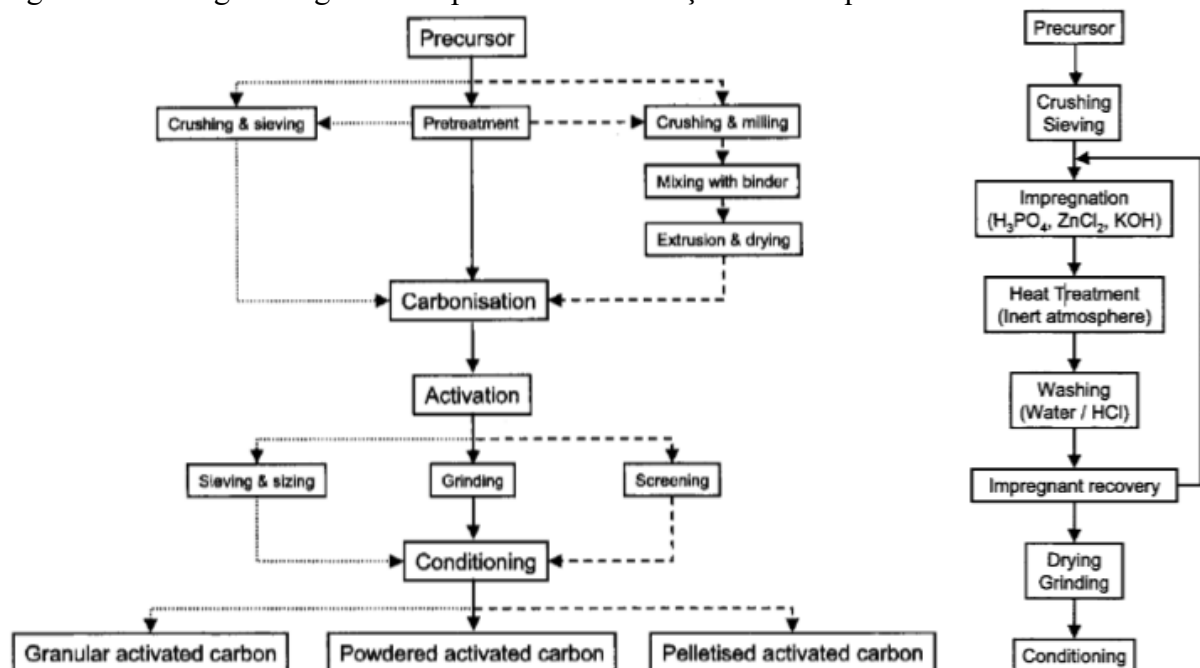 Precursor
Crushing & sieving
Pretreatment
Crushing & milling
Mixing with binder
Extrusion & drying
Carbonisation
Activation
Sieving & sizing
Grinding
Screening
Conditioning
Granular activated carbon
Powdered activated carbon
Pelletised activated carbon
Precursor
Crushing
Sieving
Impregnation
(H₃PO₄, ZnCl₂, KOH)
Heat Treatment
(Inert atmosphere)
Washing
(Water / HCl)
Impregnant recovery
Drying
Grinding
Conditioning